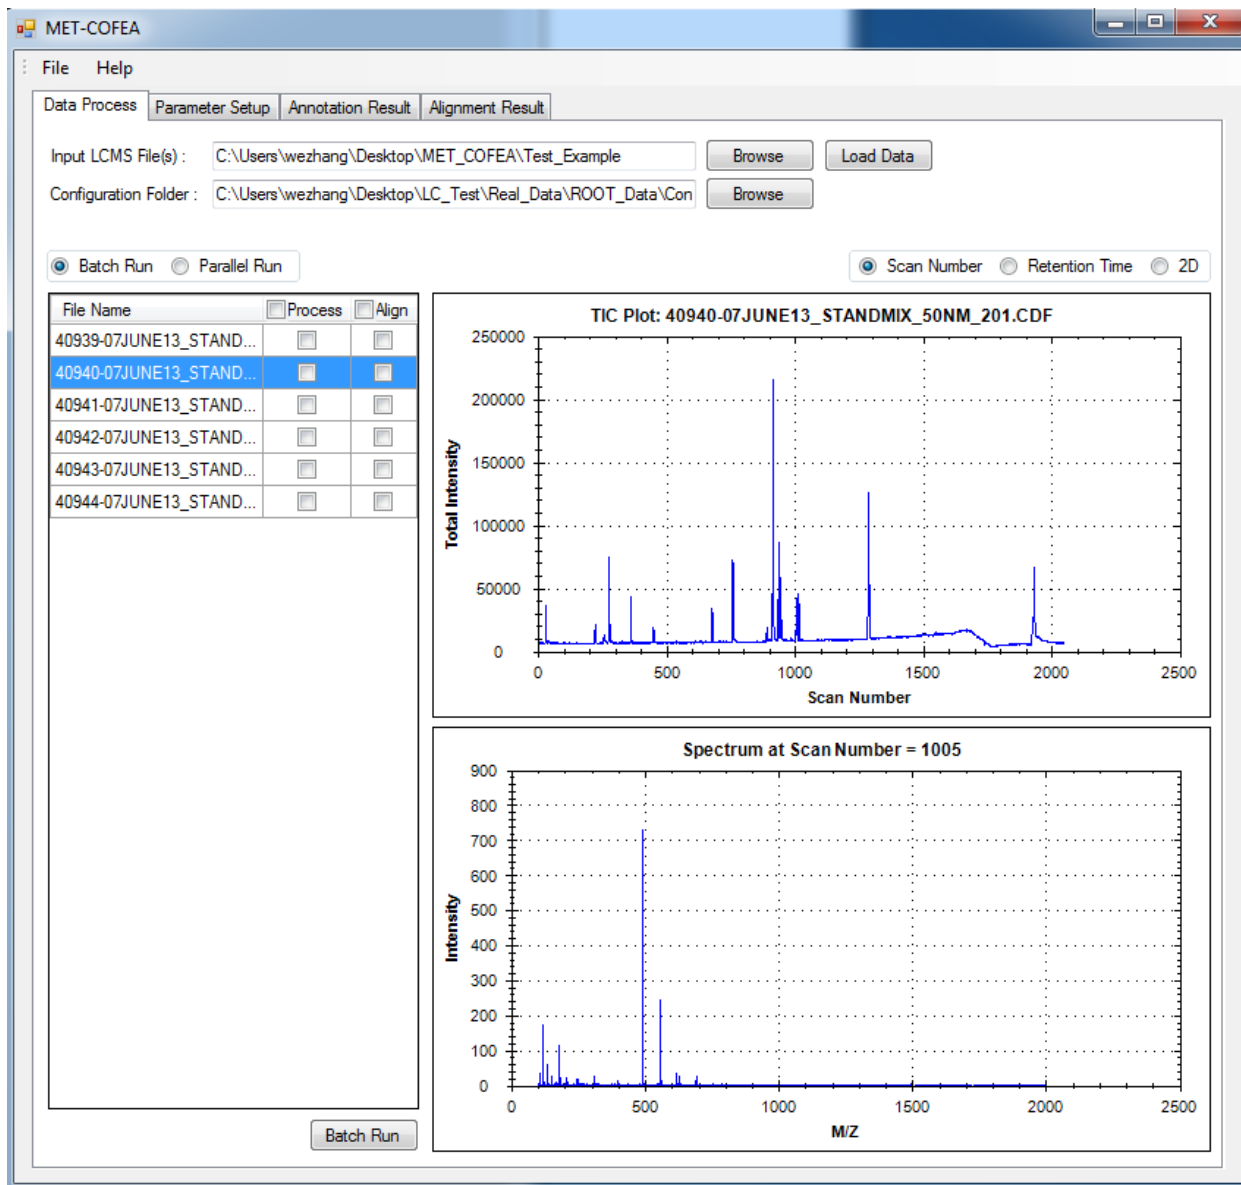 MET-COFEA
File Help
Data Process Parameter Setup Annotation Result Alignment Result
Input LCMS File(s) : C:\Users\wezhang\Desktop\MET_COFEA\Test_Example Browse Load Data
Configuration Folder : C:\Users\wezhang\Desktop\LC_Test\Real_Data\ROOT_Data\Con Browse
Batch Run Parallel Run Scan Number Retention Time 2D
File Name Process Align
40939-07JUNE13_STAND...
40940-07JUNE13_STAND...
40941-07JUNE13_STAND...
40942-07JUNE13_STAND...
40943-07JUNE13_STAND...
40944-07JUNE13_STAND...
Batch Run
TIC Plot: 40940-07JUNE13_STANDMIX_50NM_201.CDF
Total Intensity
250000
200000
150000
100000
50000
0
0 500 1000 1500 2000 2500
Scan Number
Spectrum at Scan Number = 1005
Intensity
900
800
700
600
500
400
300
200
100
0
0 500 1000 1500 2000 2500
M/Z